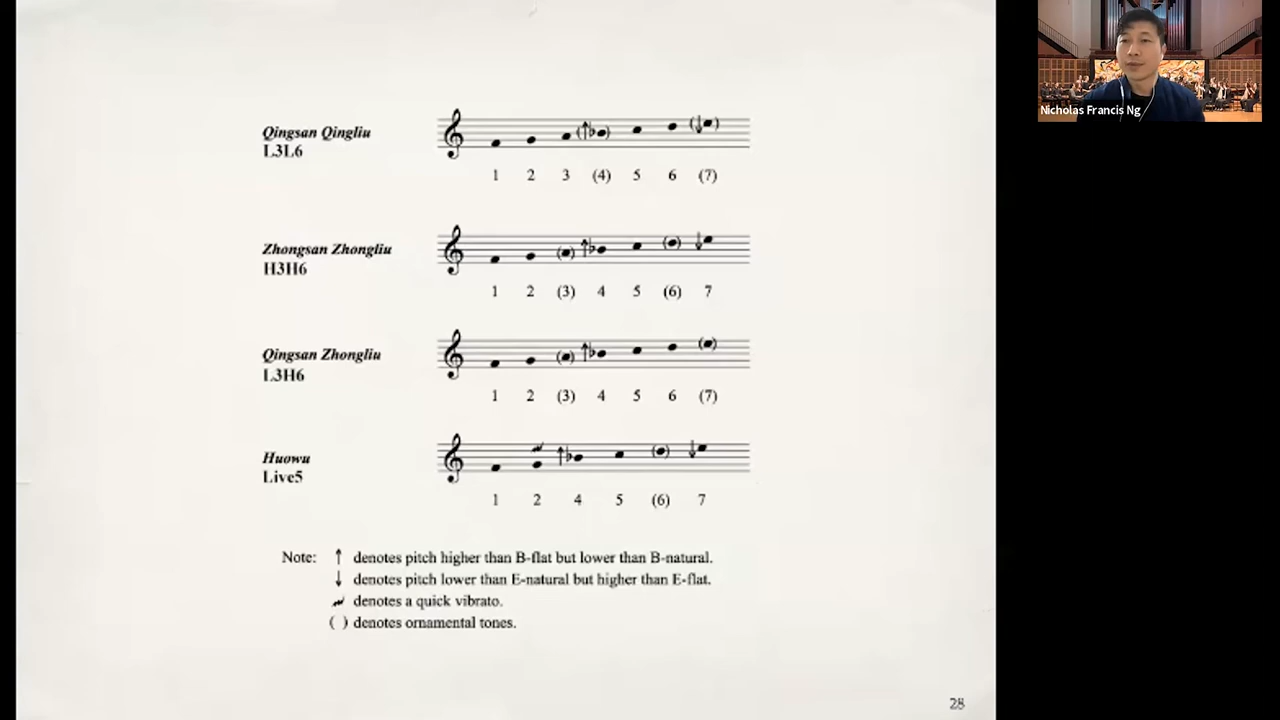 Nicholas Francis Ng
Qingsan Qingliu
L3L6
1 2 3 (4) 5 6 (7)
Zhongsan Zhongliu
H3H6
1 2 (3) 4 5 (6) 7
Qingsan Zhongliu
L3H6
1 2 (3) 4 5 6 (7)
Huowu
Live5
1 2 4 5 (6) 7
Note: ↑ denotes pitch higher than B-flat but lower than B-natural.
↓ denotes pitch lower than E-natural but higher than E-flat.
denotes a quick vibrato.
( ) denotes ornamental tones.
28